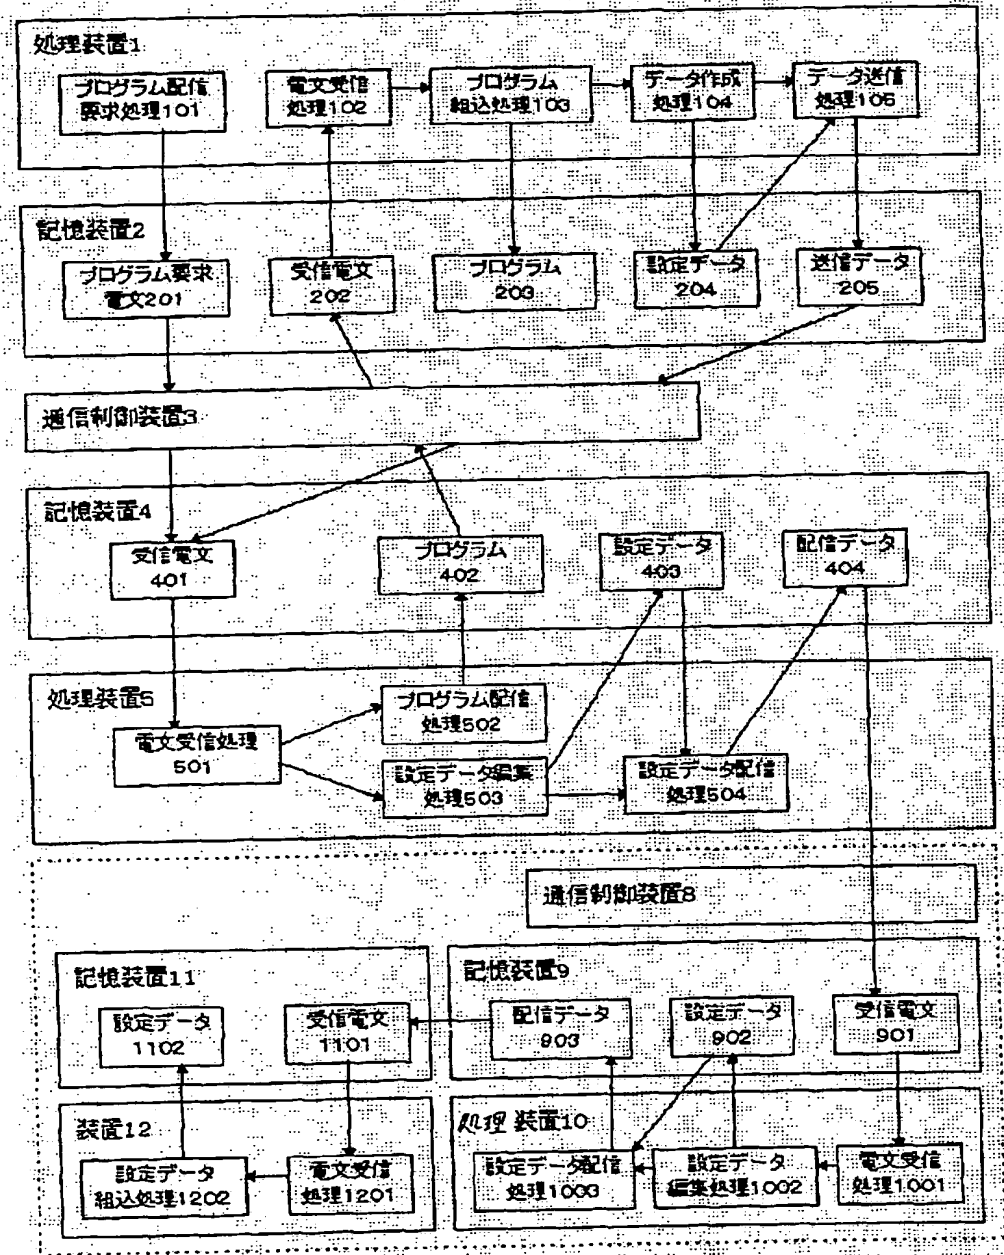 処理装置1
プログラム配信
要求処理101
電文受信
処理102
プログラム
組込処理103
データ作成
処理104
データ送信
処理105
記憶装置2
プログラム要求
電文201
受信電文
202
プログラム
203
設定データ
204
送信データ
205
通信制御装置3
記憶装置4
受信電文
401
プログラム
402
設定データ
403
配信データ
404
処理装置5
電文受信処理
501
プログラム配信
処理502
設定データ編集
処理503
設定データ配信
処理504
通信制御装置8
記憶装置11
設定データ
1102
受信電文
1101
記憶装置9
配信データ
903
設定データ
902
受信電文
901
装置12
設定データ
組込処理1202
電文受信
処理1201
処理 装置10
設定データ配信
処理1003
設定データ
編集処理1002
電文受信
処理1001